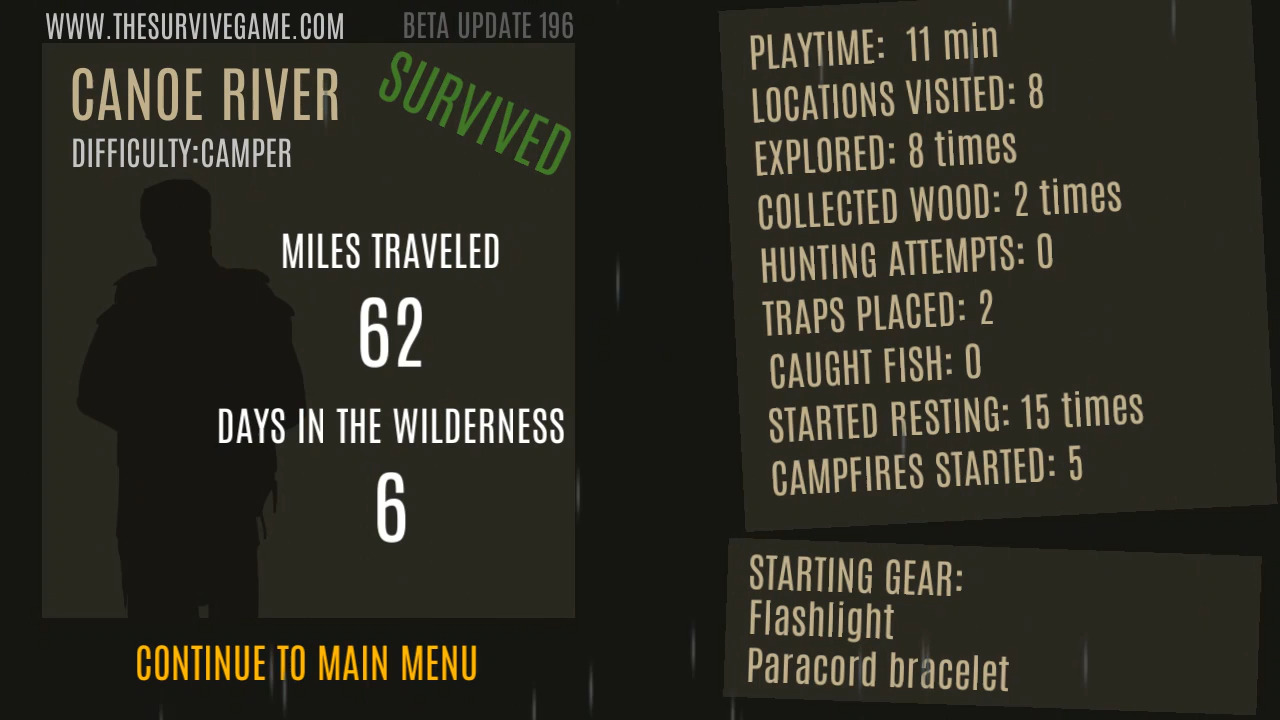 WWW.THESURVIVEGAME.COM
BETA UPDATE 196
CANOE RIVER
SURVIVED
DIFFICULTY:CAMPER
MILES TRAVELED
62
DAYS IN THE WILDERNESS
6
CONTINUE TO MAIN MENU
PLAYTIME: 11 min
LOCATIONS VISITED: 8
EXPLORED: 8 times
COLLECTED WOOD: 2 times
HUNTING ATTEMPTS: 0
TRAPS PLACED: 2
CAUGHT FISH: 0
STARTED RESTING: 15 times
CAMPFIRES STARTED: 5
STARTING GEAR:
Flashlight
Paracord bracelet